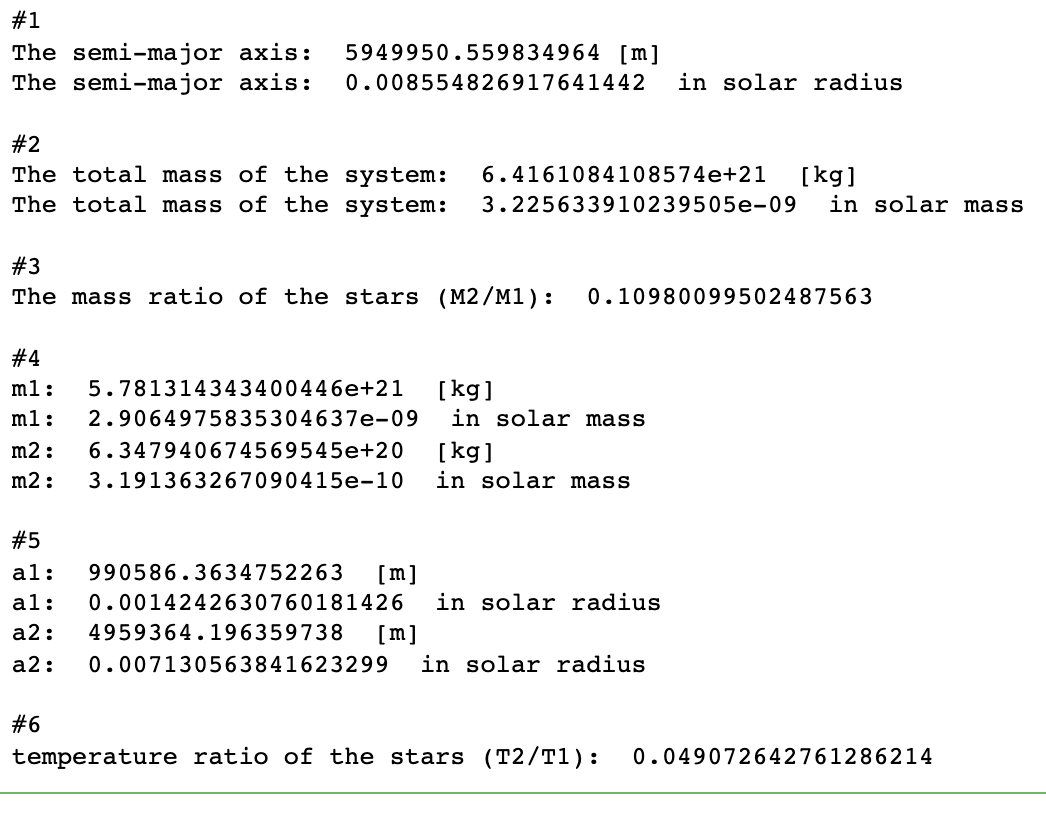 #1
The semi-major axis:  5949950.559834964 [m]
The semi-major axis:  0.008554826917641442  in solar radius
#2
The total mass of the system:  6.4161084108574e+21  [kg]
The total mass of the system:  3.225633910239505e-09  in solar mass
#3
The mass ratio of the stars (M2/M1):  0.10980099502487563
#4
m1:  5.781314343400446e+21  [kg]
m1:  2.9064975835304637e-09  in solar mass
m2:  6.347940674569545e+20  [kg]
m2:  3.191363267090415e-10  in solar mass
#5
a1:  990586.3634752263  [m]
a1:  0.0014242630760181426  in solar radius
a2:  4959364.196359738  [m]
a2:  0.007130563841623299  in solar radius
#6
temperature ratio of the stars (T2/T1):  0.049072642761286214